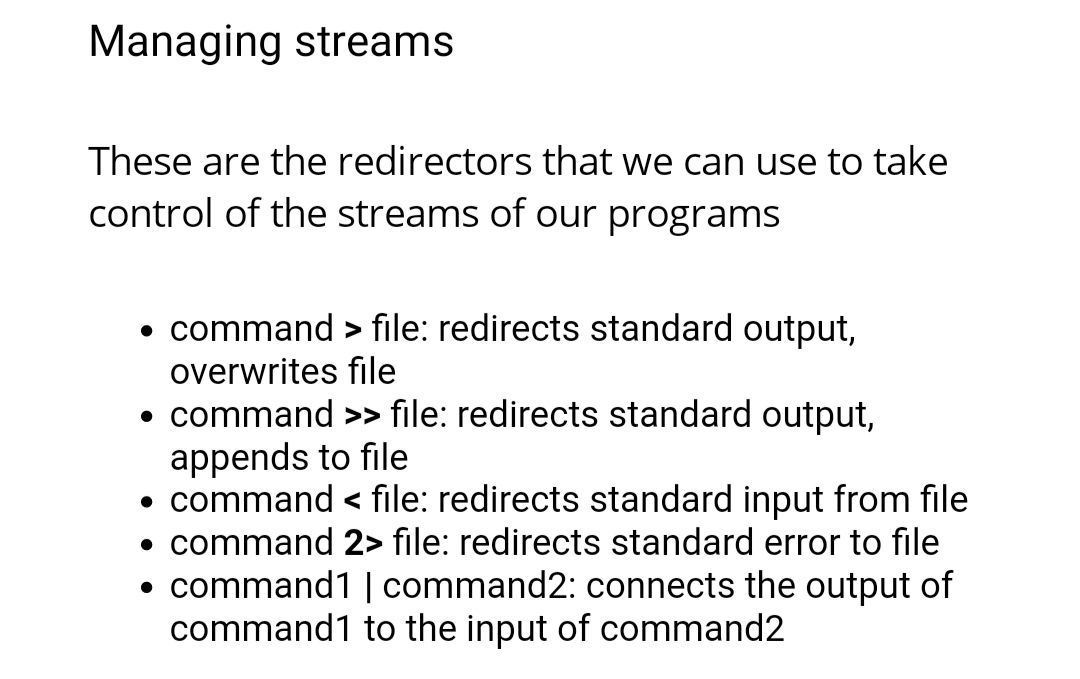 Managing streams
These are the redirectors that we can use to take
control of the streams of our programs
• command > file: redirects standard output,
overwrites file
• command >> file: redirects standard output,
appends to file
• command < file: redirects standard input from file
• command 2> file: redirects standard error to file
• command1 | command2: connects the output of
command1 to the input of command2